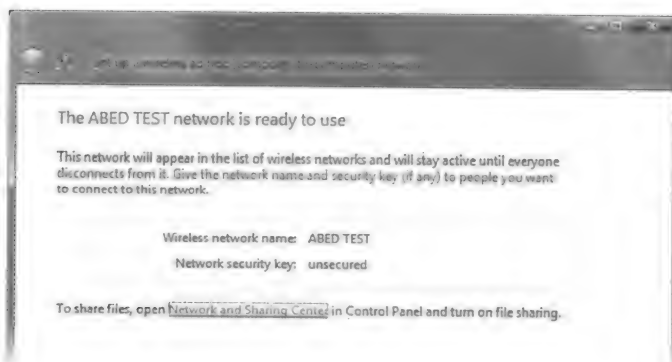 The ABED TEST network is ready to use
This network will appear in the list of wireless networks and will stay active until everyone
disconnects from it. Give the network name and security key (if any) to people you want
to connect to this network.
Wireless network name: ABED TEST
Network security key: unsecured
To share files, open Network and Sharing Center in Control Panel and turn on file sharing.